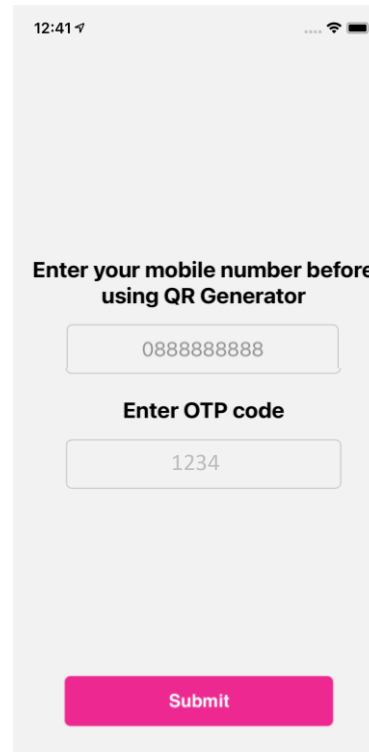 12:41
Enter your mobile number before
using QR Generator
0888888888
Enter OTP code
1234
Submit